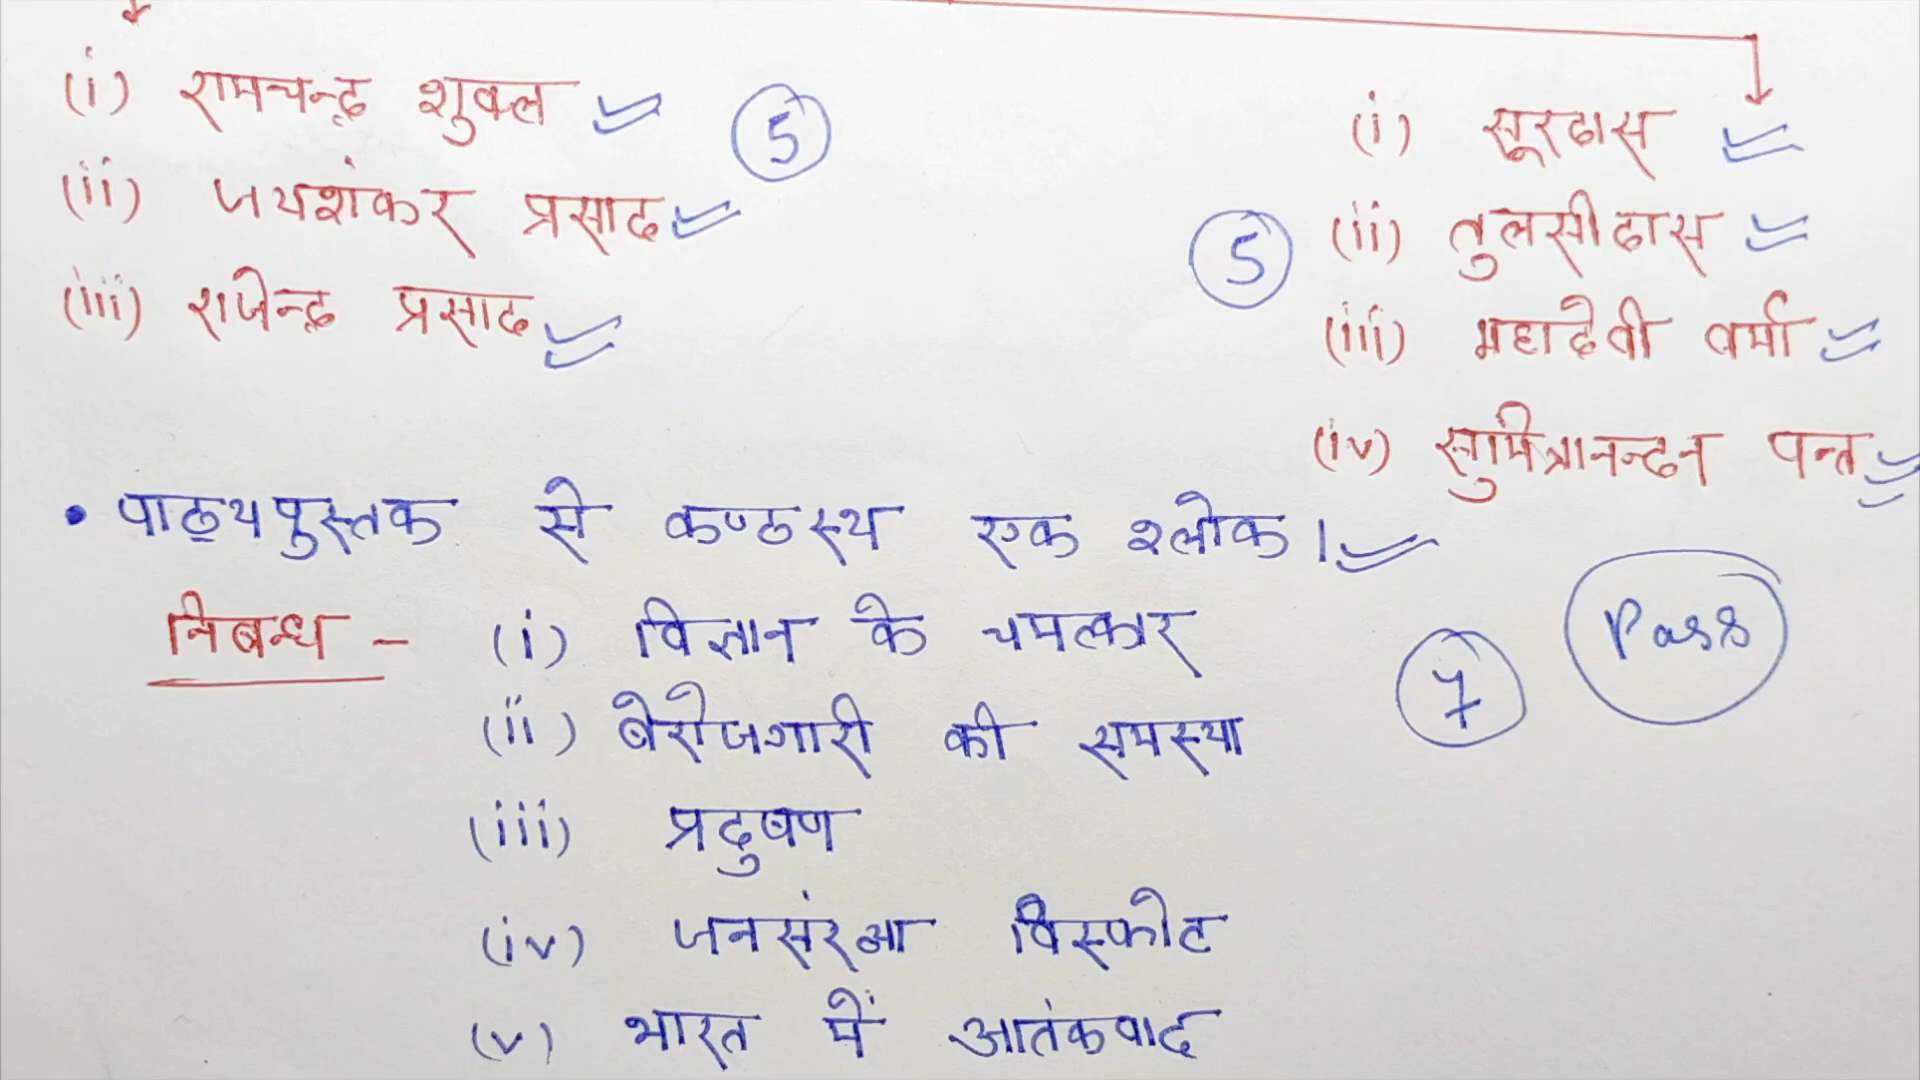 (i) रामचन्द्र शुक्ल
(ii) जयशंकर प्रसाद
(iii) राजेन्द्र प्रसाद
5
(i) सूरदास
(ii) तुलसीदास
(iii) महादेवी वर्मा
(iv) सुमित्रानन्दन पन्त
5
• पाठ्यपुस्तक से कण्ठस्थ एक श्लोक।
निबन्ध - (i) विज्ञान के चमत्कार
(ii) बेरोजगारी की समस्या
(iii) प्रदुषण
(iv) जनसंख्या विस्फोट
(v) भारत में आतंकवाद
7
Pass